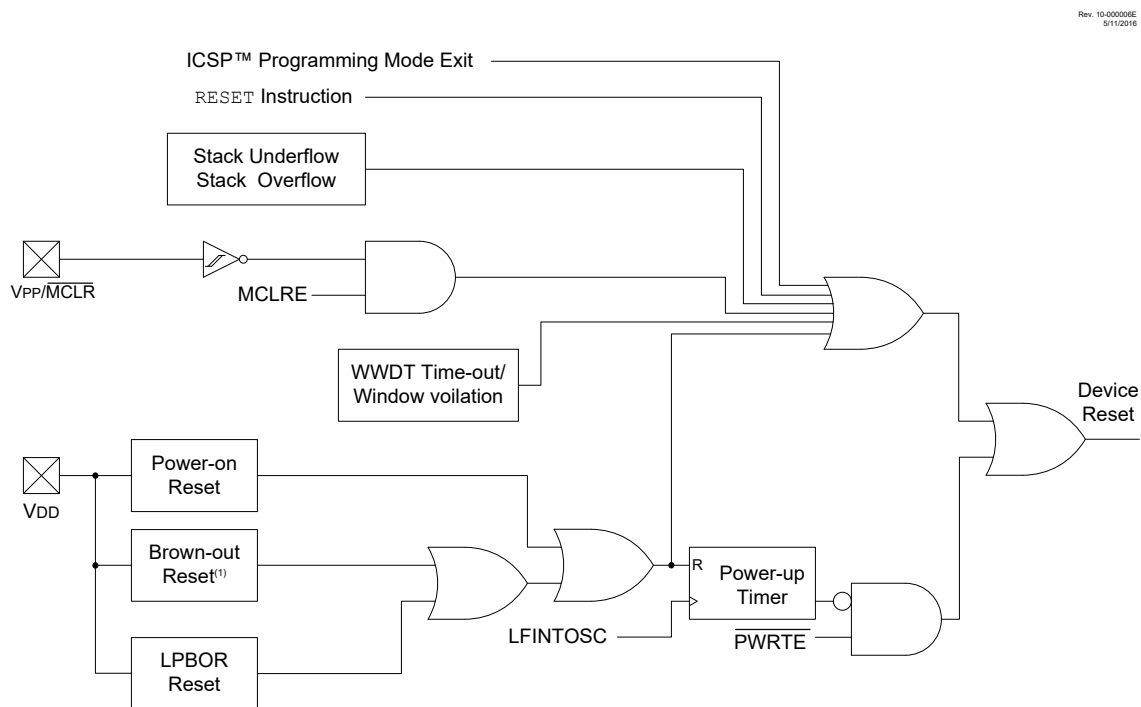 Rev. 10-000006E
5/11/2016
ICSP™ Programming Mode Exit
RESET Instruction
Stack Underflow
Stack Overflow
VPP/MCLR
MCLRE
WWDT Time-out/
Window voilation
Device
Reset
Power-on
Reset
VDD
Brown-out
Reset(1)
R
Power-up
Timer
LFINTOSC
PWRTE
LPBOR
Reset